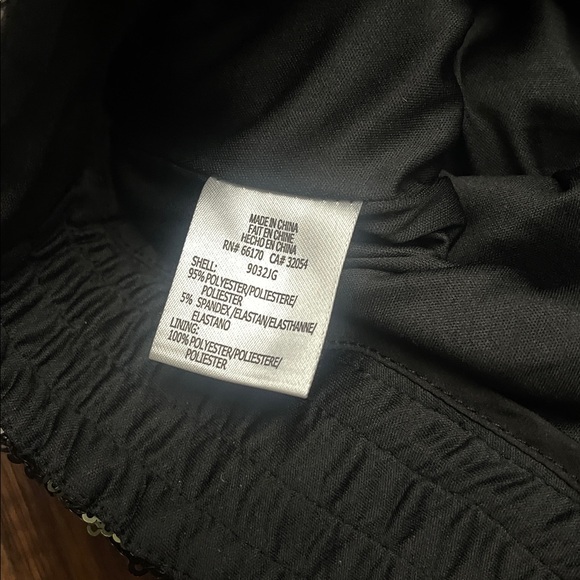 MADE IN CHINA
FAIT EN CHINE
HECHO EN CHINA
RN# 66170 CA# 32054
9032JG
SHELL:
95% POLYESTER/POLIESTERE/
POLIESTER
5% SPANDEX/ELASTAN/ELASTHANNE/
ELASTANO
LINING:
100% POLYESTER/POLIESTERE/
POLIESTER